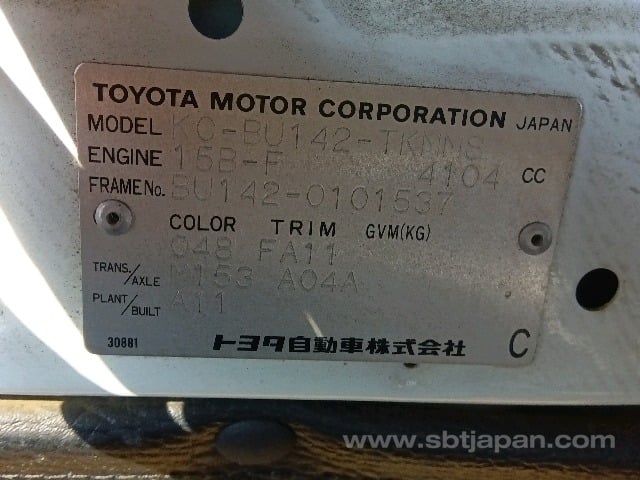 TOYOTA MOTOR CORPORATION JAPAN
MODEL KC-BU142-TKNNS
ENGINE 15B-F 4104 CC
FRAME No. BU142-0101537
COLOR TRIM GVM(KG)
048 FA11
TRANS./AXLE M153 A04A
PLANT/BUILT A11
30881 トヨタ自動車株式会社 C
www.sbtjapan.com